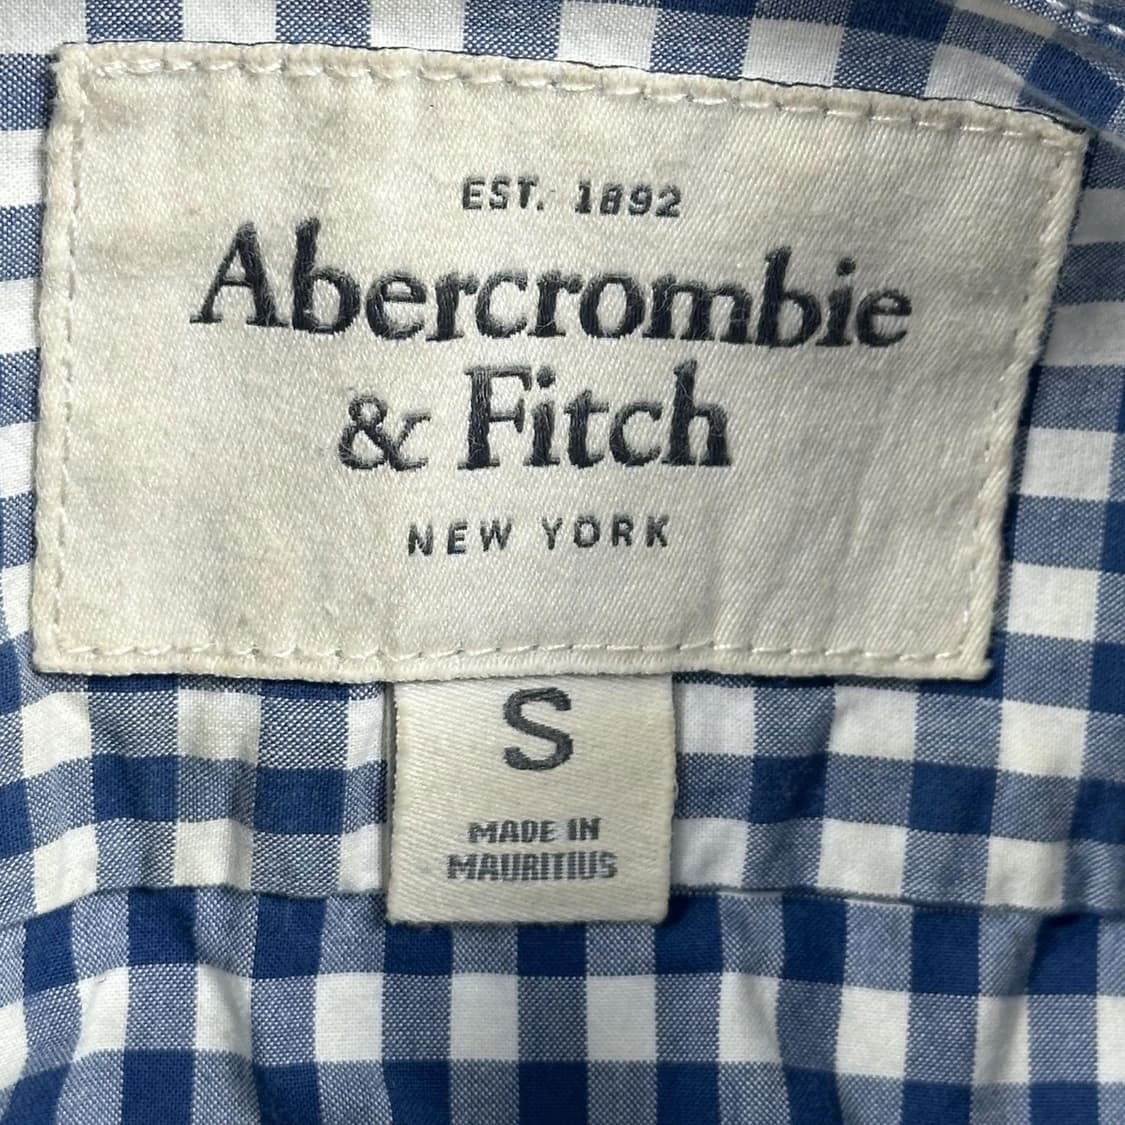 EST. 1892
Abercrombie
& Fitch
NEW YORK
S
MADE IN
MAURITIUS